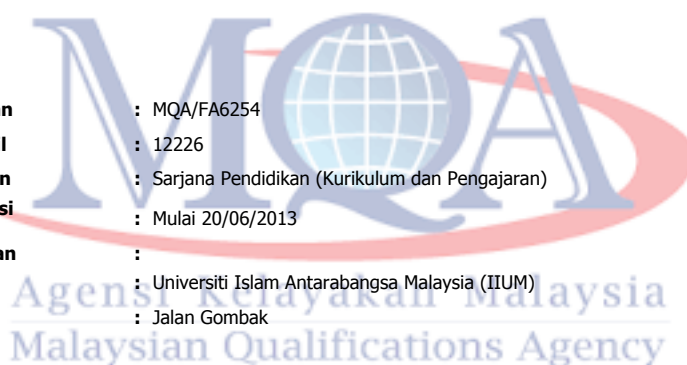 MQA
an : MQA/FA6254
l : 12226
n : Sarjana Pendidikan (Kurikulum dan Pengajaran)
si : Mulai 20/06/2013
an :
: Universiti Islam Antarabangsa Malaysia (IIUM)
: Jalan Gombak
Agensi Kelayakan Malaysia
Malaysian Qualifications Agency